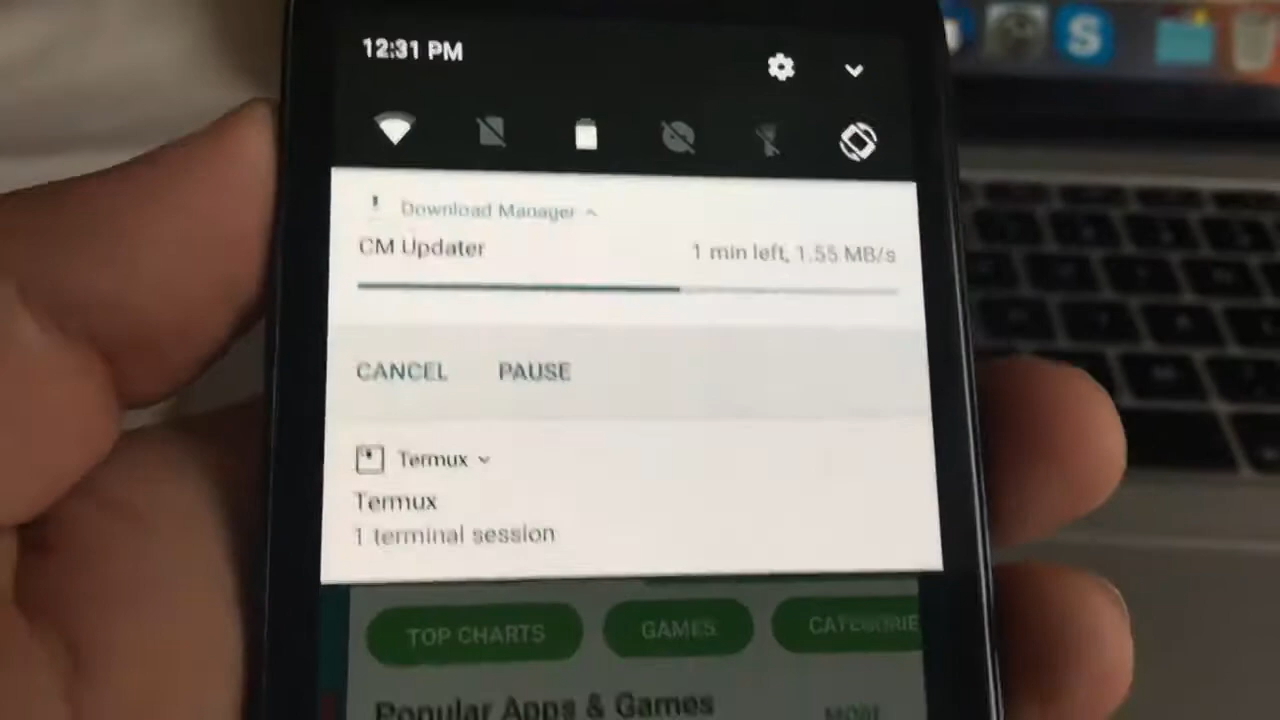 12:31 PM
Download Manager
CM Updater
1 min left, 1.55 MB/s
CANCEL
PAUSE
Termux
Termux
1 terminal session
TOP CHARTS
GAMES
CATEGORIE
Popular Apps & Games
MORE
S